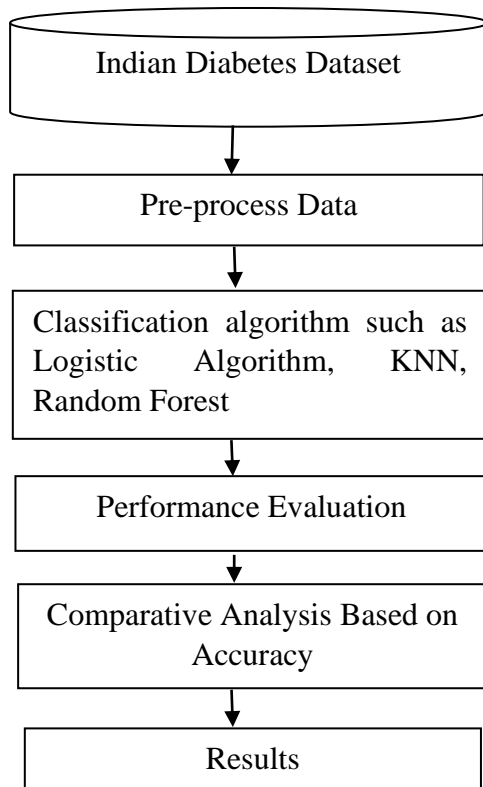 Indian Diabetes Dataset
Pre-process Data
Classification algorithm such as
Logistic Algorithm, KNN,
Random Forest
Performance Evaluation
Comparative Analysis Based on
Accuracy
Results